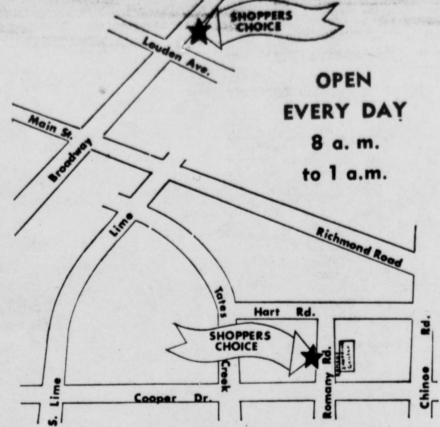 SHOPPERS
CHOICE
Louden Ave.
OPEN
EVERY DAY
8 a. m.
to 1 a.m.
Main St.
Broadway
Lime
Richmond Road
Tates
Creek
Hart Rd.
SHOPPERS
CHOICE
Romany Rd.
Chinoe Rd.
Cooper Dr.
S. Lime